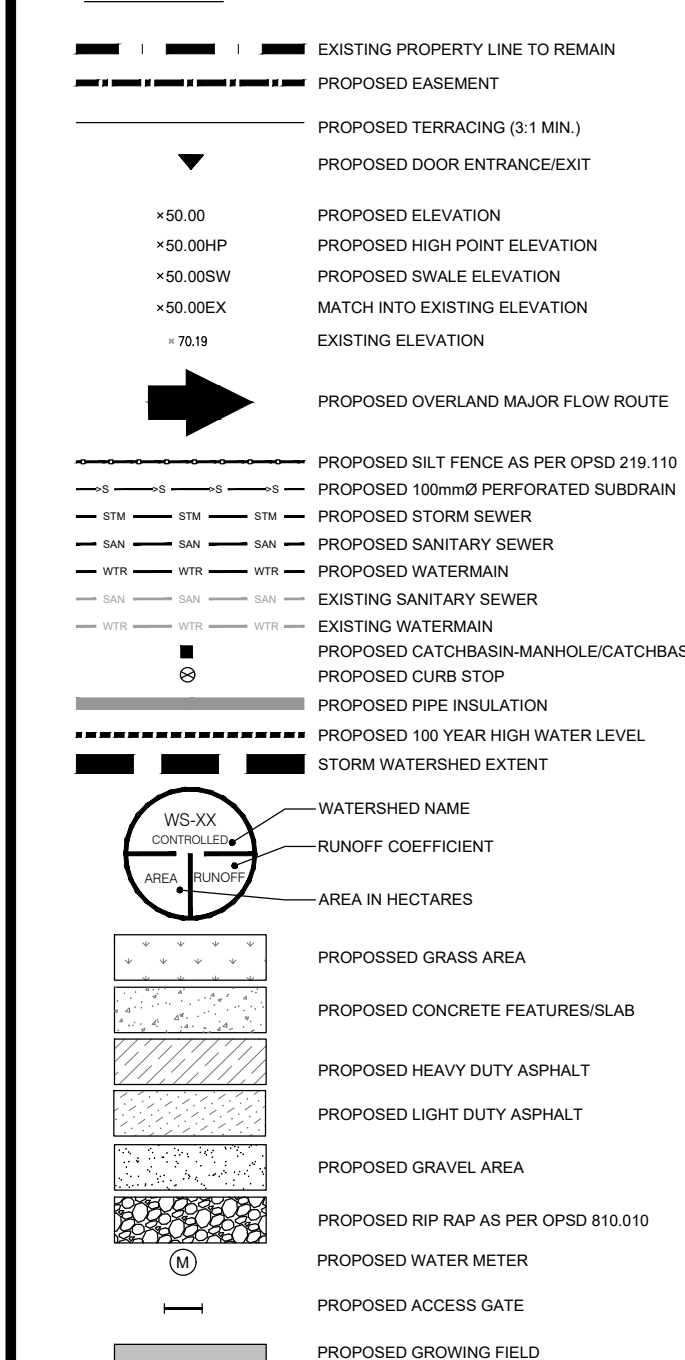 EXISTING PROPERTY LINE TO REMAIN
PROPOSED EASEMENT
PROPOSED TERRACING (3:1 MIN.)
PROPOSED DOOR ENTRANCE/EXIT
×50.00 PROPOSED ELEVATION
×50.00HP PROPOSED HIGH POINT ELEVATION
×50.00SW PROPOSED SWALE ELEVATION
×50.00EX MATCH INTO EXISTING ELEVATION
× 70.19 EXISTING ELEVATION
PROPOSED OVERLAND MAJOR FLOW ROUTE
PROPOSED SILT FENCE AS PER OPSD 219.110
>S >S >S >S PROPOSED 100mmØ PERFORATED SUBDRAIN
STM STM STM PROPOSED STORM SEWER
SAN SAN SAN PROPOSED SANITARY SEWER
WTR WTR WTR PROPOSED WATERMAIN
SAN SAN SAN EXISTING SANITARY SEWER
WTR WTR WTR EXISTING WATERMAIN
PROPOSED CATCHBASIN-MANHOLE/CATCHBAS
PROPOSED CURB STOP
PROPOSED PIPE INSULATION
PROPOSED 100 YEAR HIGH WATER LEVEL
STORM WATERSHED EXTENT
WS-XX WATERSHED NAME
CONTROLLED RUNOFF COEFFICIENT
AREA RUNOFF
AREA IN HECTARES
PROPOSSED GRASS AREA
PROPOSED CONCRETE FEATURES/SLAB
PROPOSED HEAVY DUTY ASPHALT
PROPOSED LIGHT DUTY ASPHALT
PROPOSED GRAVEL AREA
PROPOSED RIP RAP AS PER OPSD 810.010
M PROPOSED WATER METER
PROPOSED ACCESS GATE
PROPOSED GROWING FIELD